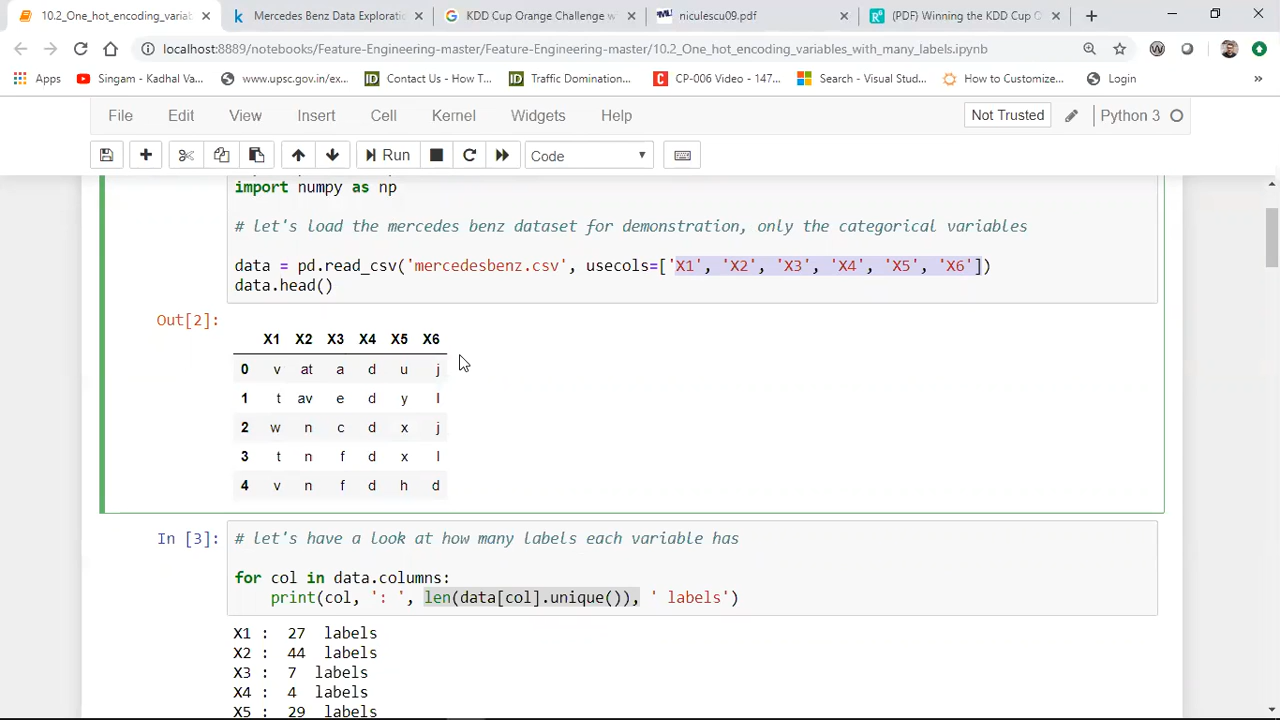 10.2_One_hot_encoding_variab
Mercedes Benz Data Explorat
KDD Cup Orange Challenge w
niculescu09.pdf
(PDF) Winning the KDD Cup O
localhost:8889/notebooks/Feature-Engineering-master/Feature-Engineering-master/10.2_One_hot_encoding_variables_with_many_labels.ipynb
Apps
Singam - Kadhal Va...
www.upsc.gov.in/ex...
Contact Us - How T...
Traffic Domination...
CP-006 Video - 147...
Search - Visual Stud...
How to Customize...
Login
File Edit View Insert Cell Kernel Widgets Help
Not Trusted
Python 3
Run
Code
import numpy as np
# let's load the mercedes benz dataset for demonstration, only the categorical variables
data = pd.read_csv('mercedesbenz.csv', usecols=['X1', 'X2', 'X3', 'X4', 'X5', 'X6'])
data.head()
Out[2]:
X1 X2 X3 X4 X5 X6
0 v at a d u j
1 t av e d y l
2 w n c d x j
3 t n f d x l
4 v n f d h d
In [3]:
# let's have a look at how many labels each variable has
for col in data.columns:
print(col, ': ', len(data[col].unique()), ' labels')
X1 : 27 labels
X2 : 44 labels
X3 : 7 labels
X4 : 4 labels
X5 : 29 labels